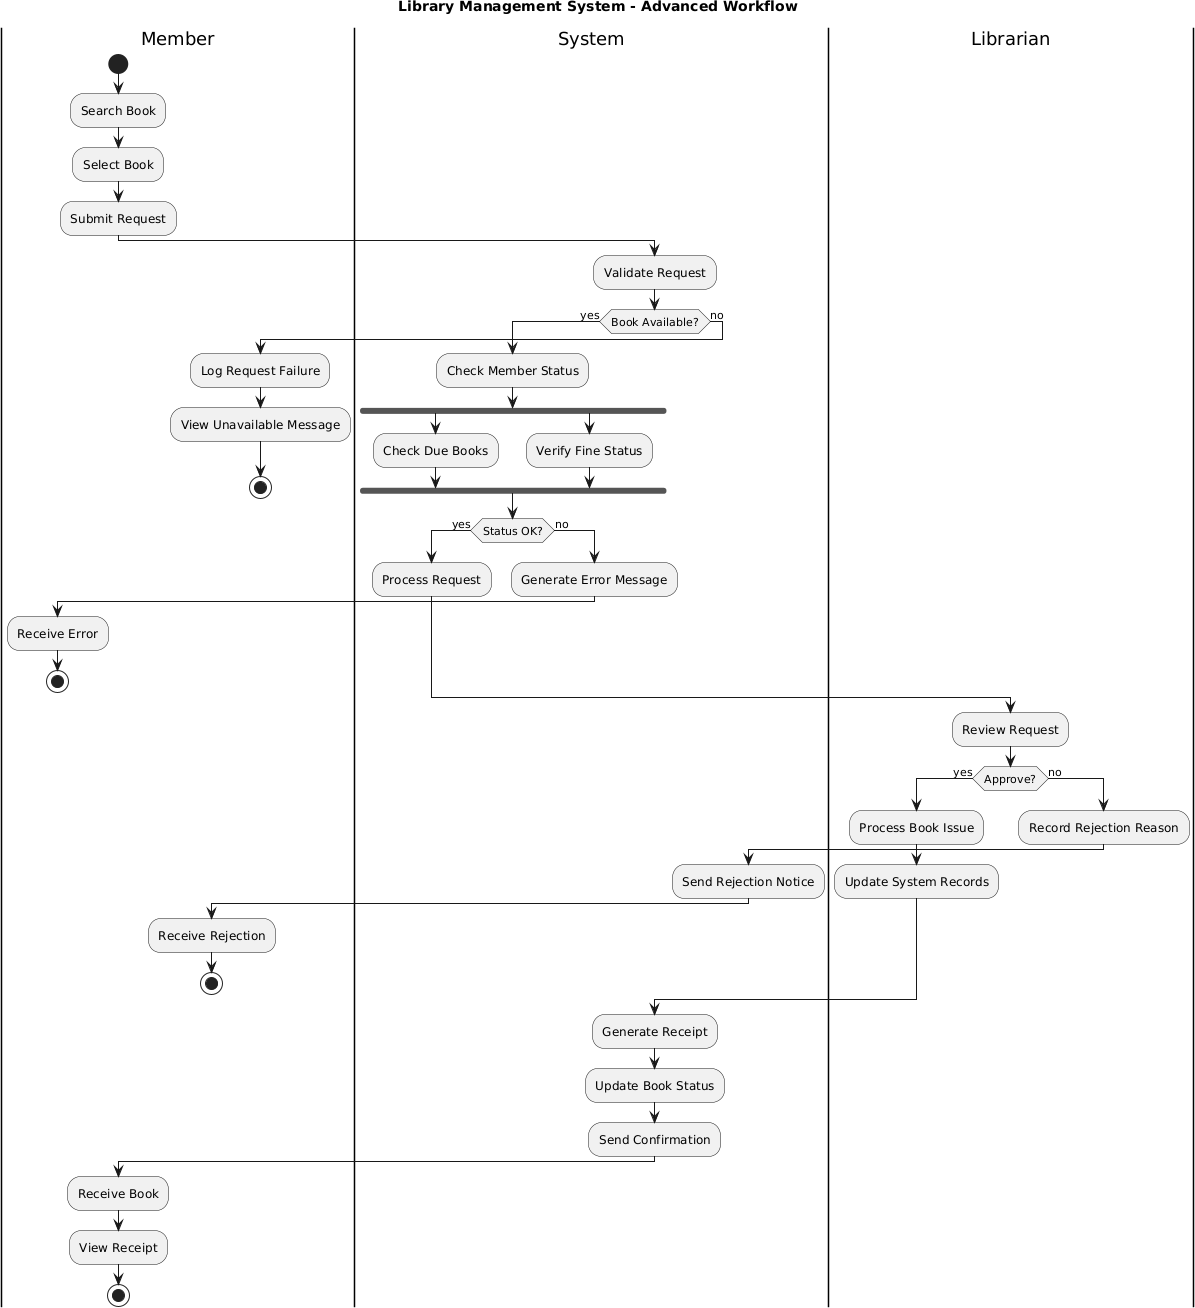 Library Management System - Advanced Workflow
Member
System
Librarian
Search Book
Select Book
Submit Request
Validate Request
yes
Book Available?
no
Log Request Failure
Check Member Status
View Unavailable Message
Check Due Books
Verify Fine Status
yes
Status OK?
no
Process Request
Generate Error Message
Receive Error
Review Request
yes
Approve?
no
Process Book Issue
Record Rejection Reason
Send Rejection Notice
Update System Records
Receive Rejection
Generate Receipt
Update Book Status
Send Confirmation
Receive Book
View Receipt